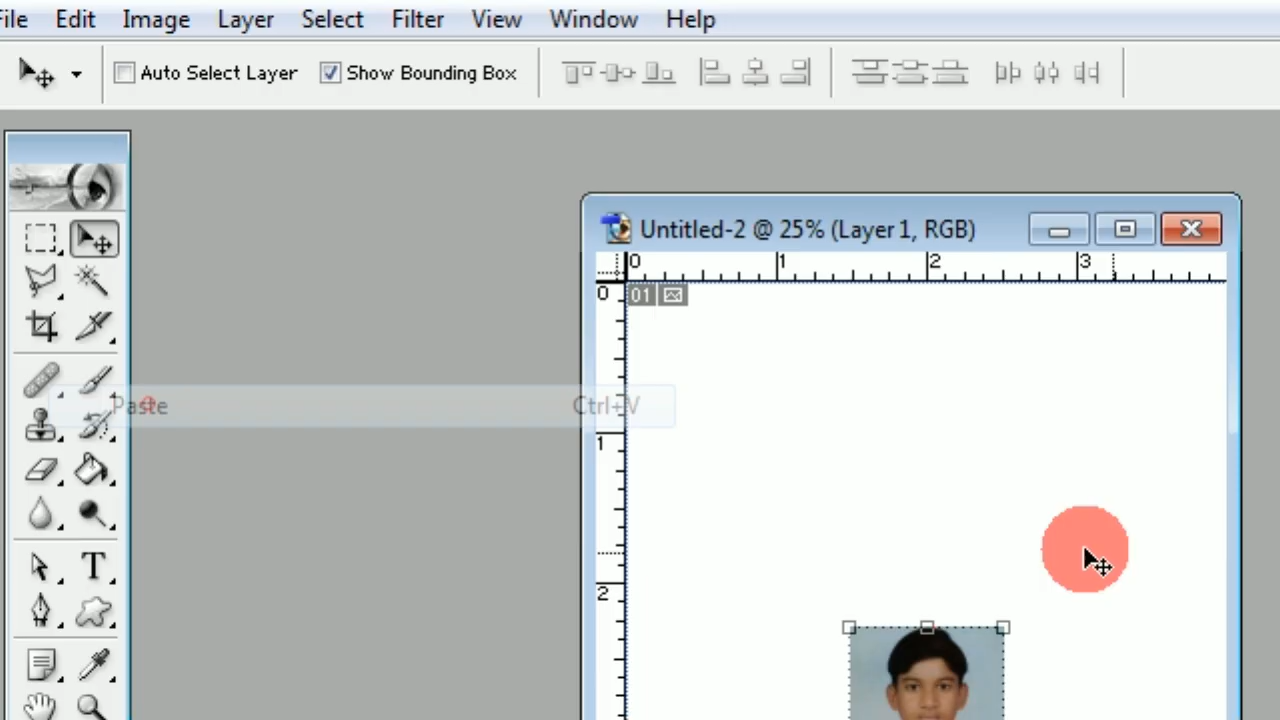 File Edit Image Layer Select Filter View Window Help
Auto Select Layer Show Bounding Box
Untitled-2 @ 25% (Layer 1, RGB)
0 1 2 3
0 01
Paste Ctrl+V
1
T
2